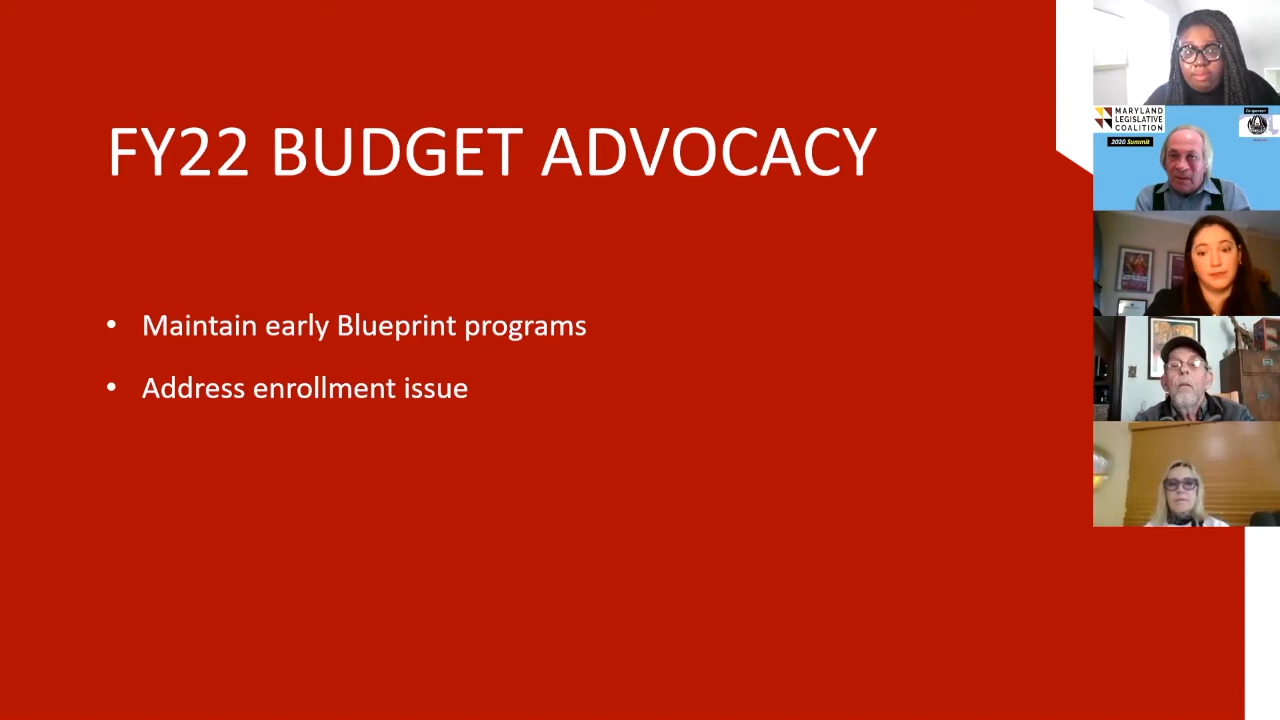 FY22 BUDGET ADVOCACY
• Maintain early Blueprint programs
• Address enrollment issue
MARYLAND
LEGISLATIVE
COALITION
2020 Summit